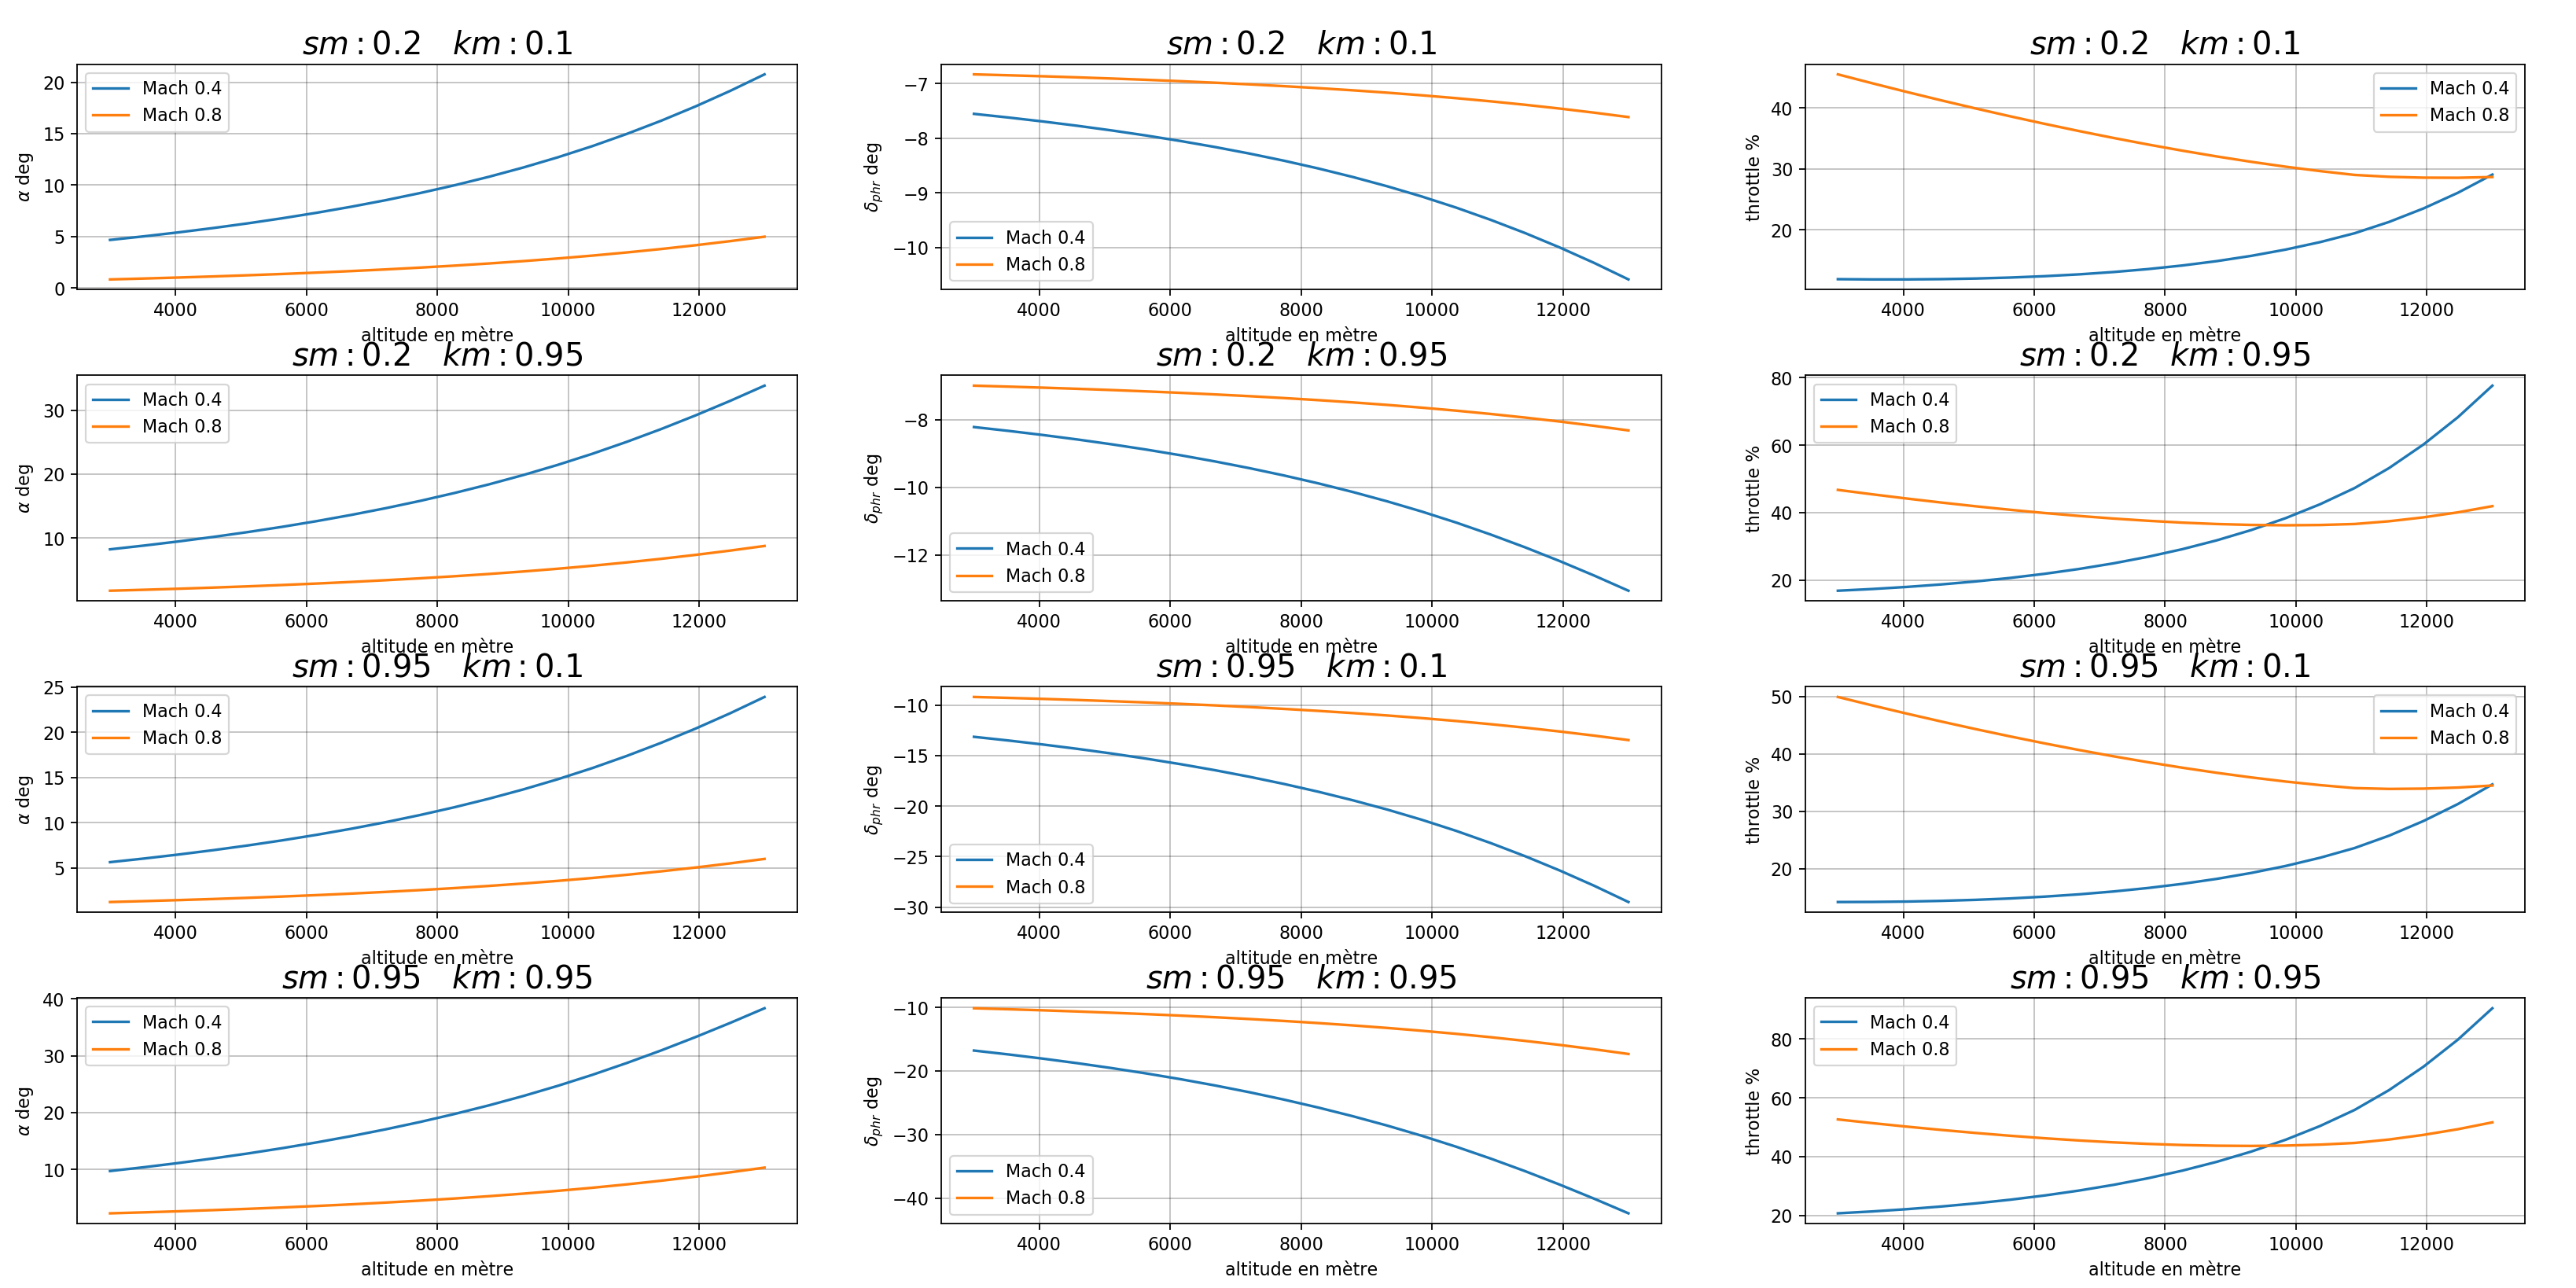 sm : 0.2 km : 0.1
α deg
20
15
10
5
0
Mach 0.4
Mach 0.8
4000 6000 8000 10000 12000
altitude en mètre
sm : 0.2 km : 0.1
δphr deg
−7
−8
−9
−10
Mach 0.4
Mach 0.8
4000 6000 8000 10000 12000
altitude en mètre
sm : 0.2 km : 0.1
throttle %
40
30
20
Mach 0.4
Mach 0.8
4000 6000 8000 10000 12000
altitude en mètre
sm : 0.2 km : 0.95
α deg
30
20
10
Mach 0.4
Mach 0.8
4000 6000 8000 10000 12000
altitude en mètre
sm : 0.2 km : 0.95
δphr deg
−8
−10
−12
Mach 0.4
Mach 0.8
4000 6000 8000 10000 12000
altitude en mètre
sm : 0.2 km : 0.95
throttle %
80
60
40
20
Mach 0.4
Mach 0.8
4000 6000 8000 10000 12000
altitude en mètre
sm : 0.95 km : 0.1
α deg
25
20
15
10
5
Mach 0.4
Mach 0.8
4000 6000 8000 10000 12000
altitude en mètre
sm : 0.95 km : 0.1
δphr deg
−10
−15
−20
−25
−30
Mach 0.4
Mach 0.8
4000 6000 8000 10000 12000
altitude en mètre
sm : 0.95 km : 0.1
throttle %
50
40
30
20
Mach 0.4
Mach 0.8
4000 6000 8000 10000 12000
altitude en mètre
sm : 0.95 km : 0.95
α deg
40
30
20
10
Mach 0.4
Mach 0.8
4000 6000 8000 10000 12000
altitude en mètre
sm : 0.95 km : 0.95
δphr deg
−10
−20
−30
−40
Mach 0.4
Mach 0.8
4000 6000 8000 10000 12000
altitude en mètre
sm : 0.95 km : 0.95
throttle %
80
60
40
20
Mach 0.4
Mach 0.8
4000 6000 8000 10000 12000
altitude en mètre